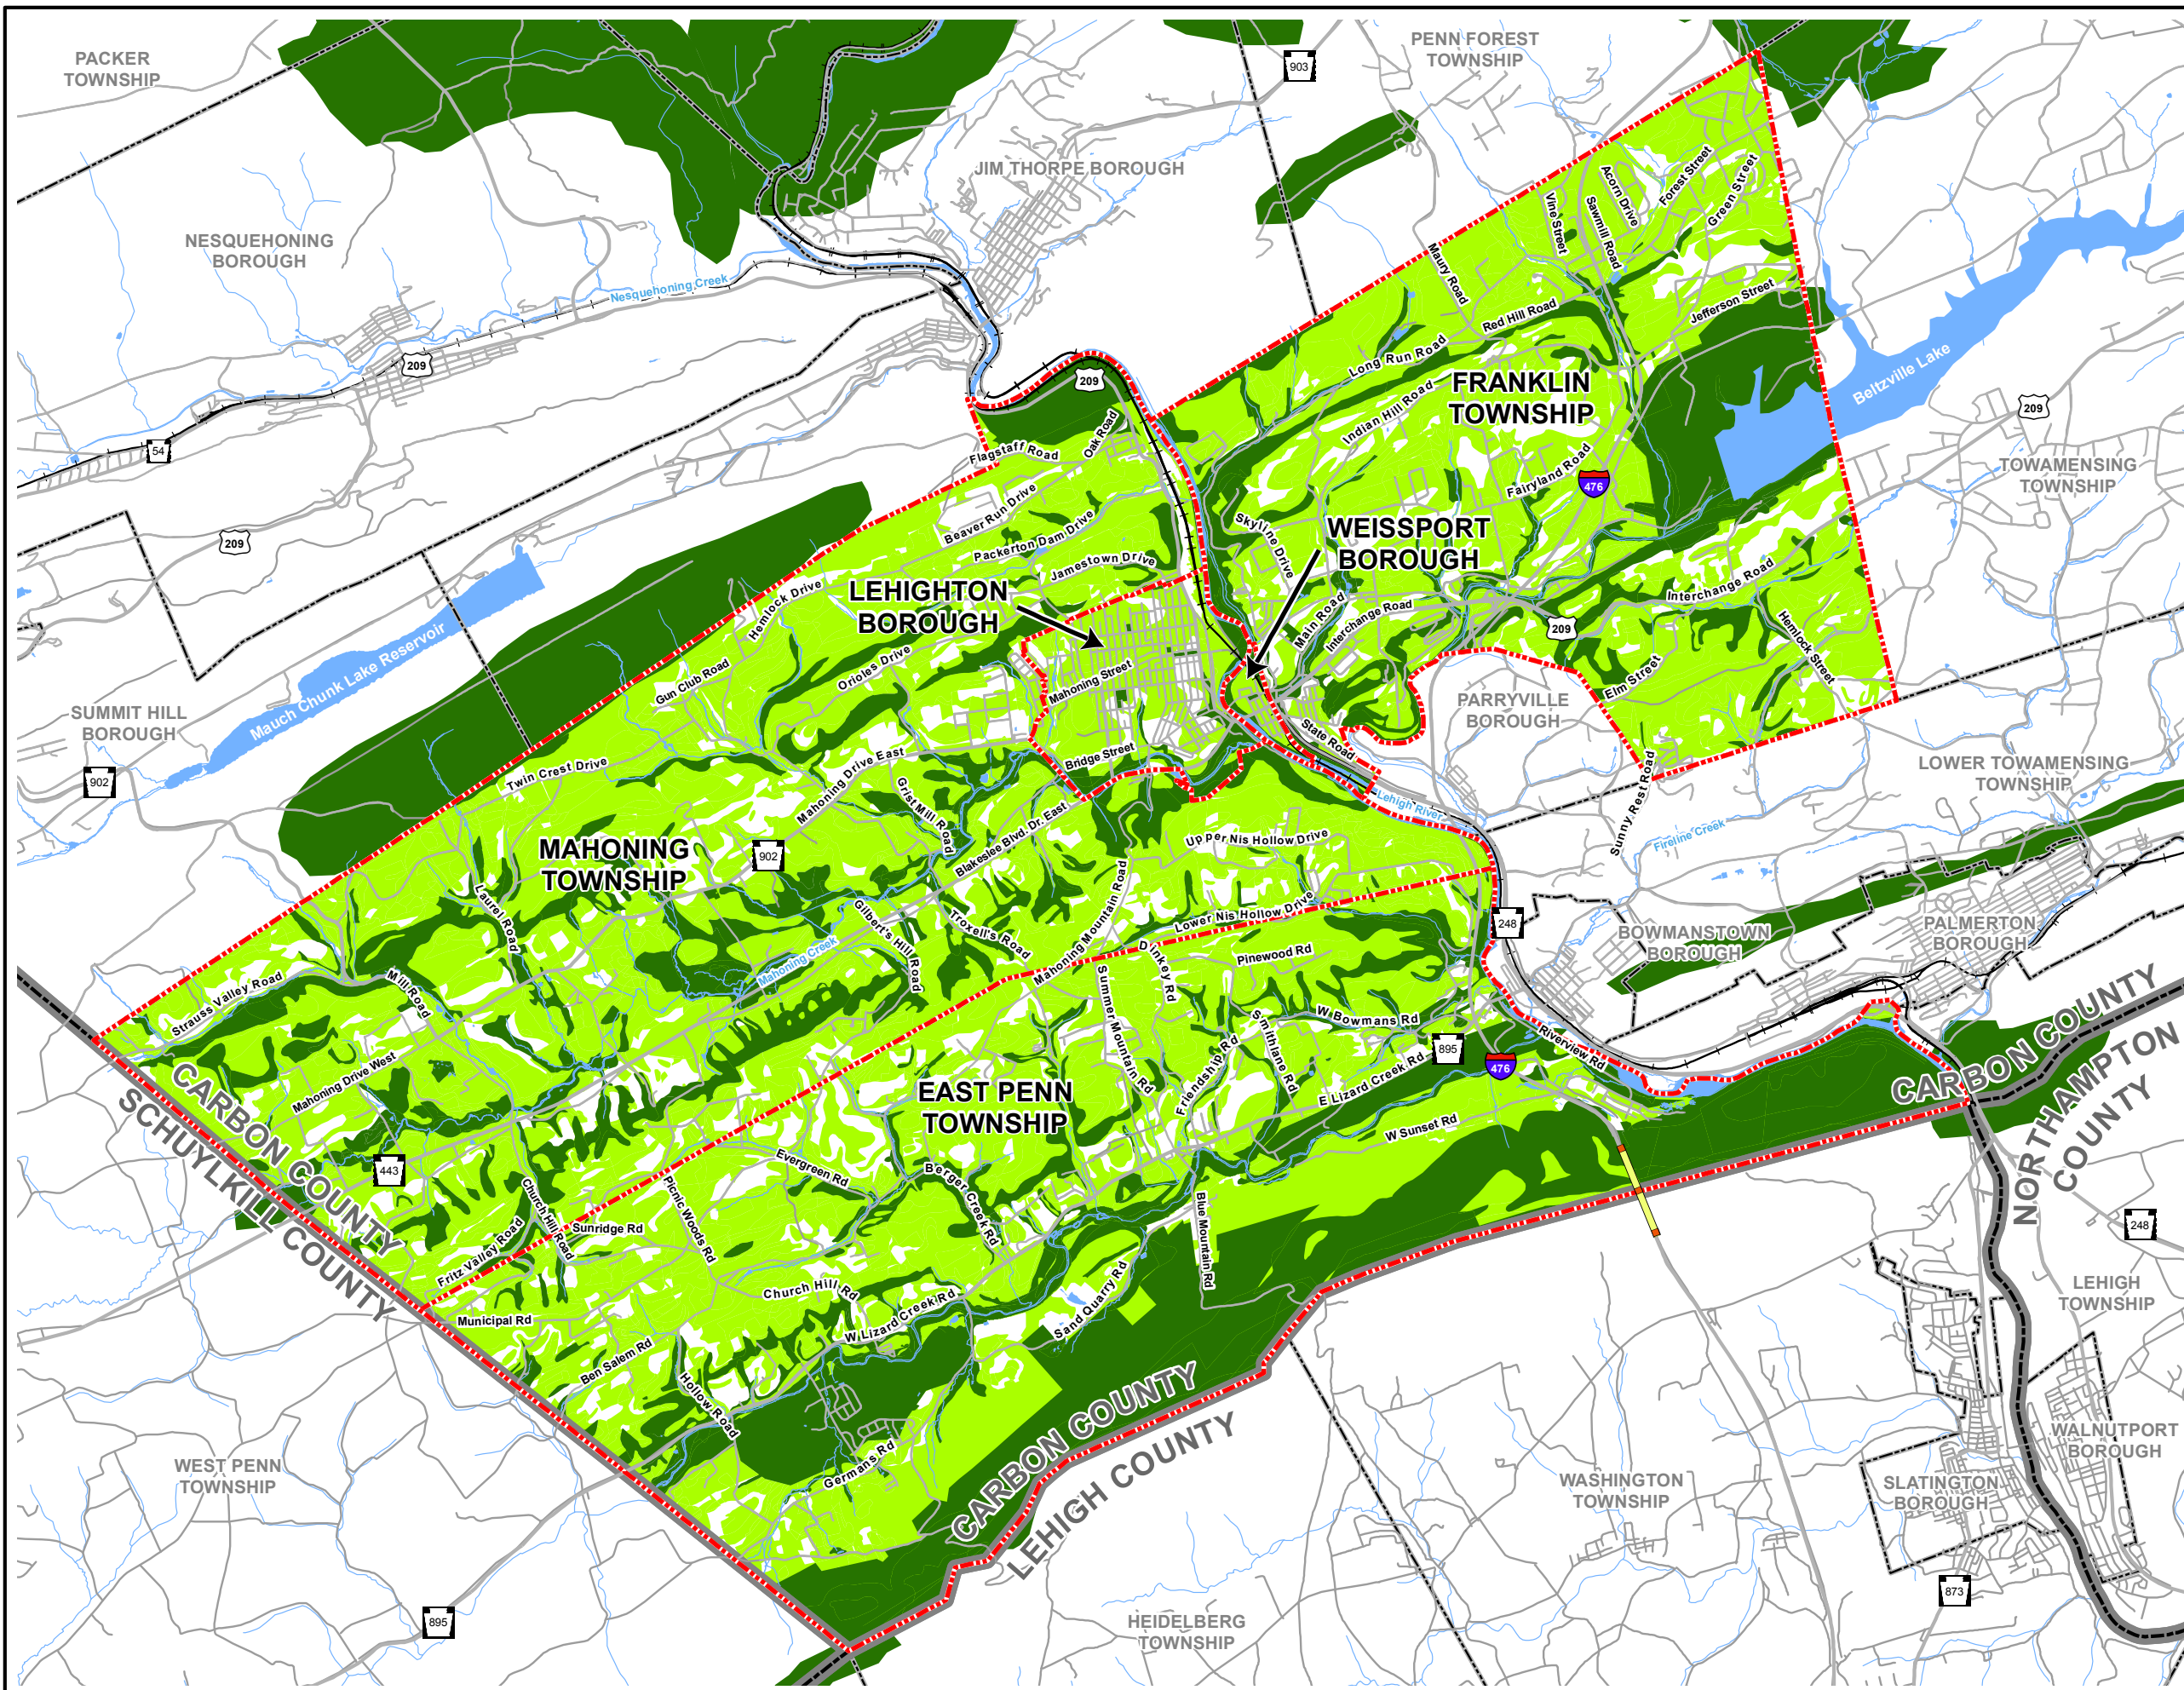 PACKER
TOWNSHIP
903
PENN FOREST
TOWNSHIP
JIM THORPE BOROUGH
NESQUEHONING
BOROUGH
Nesquehoning Creek
Acorn Drive
Forest Street
Green Street
Vine Street
Sawmill Road
Maury Road
Red Hill Road
Jefferson Street
Long Run Road
209
209
Indian Hill Road
FRANKLIN
TOWNSHIP
Beltzville Lake
209
54
Flagstaff Road
Oak Road
Fairyland Road
476
TOWAMENSING
TOWNSHIP
209
Beaver Run Drive
Packerton Dam Drive
Skyline Drive
WEISSPORT
BOROUGH
Jamestown Drive
LEHIGHTON
BOROUGH
Hemlock Drive
Main Road
Interchange Road
Interchange Road
209
Hemlock Street
Mauch Chunk Lake Reservoir
Gun Club Road
Orioles Drive
Mahoning Street
Elm Street
SUMMIT HILL
BOROUGH
PARRYVILLE
BOROUGH
State Road
Bridge Street
902
Twin Crest Drive
Mahoning Drive East
Grist Mill Road
Lehigh River
Sunny Rest Road
LOWER TOWAMENSING
TOWNSHIP
Fireline Creek
MAHONING
TOWNSHIP
902
Blakeslee Blvd. Dr. East
Upper Nis Hollow Drive
Laurel Road
Gilbert's Hill Road
Troxell's Road
Mahoning Mountain Road
Lower Nis Hollow Drive
248
BOWMANSTOWN
BOROUGH
PALMERTON
BOROUGH
Mahoning Creek
Dinkey Rd
Pinewood Rd
Strauss Valley Road
Mill Road
Summer Mountain Rd
W Bowmans Rd
Smithlane Rd
Friendship Rd
895
476
Riverview Rd
CARBON COUNTY
NORTHAMPTON
COUNTY
CARBON COUNTY
SCHUYLKILL COUNTY
Mahoning Drive West
EAST PENN
TOWNSHIP
E Lizard Creek Rd
W Sunset Rd
443
Evergreen Rd
Berger Creek Rd
Picnic Woods Rd
Church Hill Road
Sunridge Rd
Fritz Valley Road
Blue Mountain Rd
248
LEHIGH
TOWNSHIP
Church Hill Rd
Sand Quarry Rd
Municipal Rd
W Lizard Creek Rd
Ben Salem Rd
Hollow Road
CARBON COUNTY
LEHIGH COUNTY
Germans Rd
WEST PENN
TOWNSHIP
WASHINGTON
TOWNSHIP
WALNUTPORT
BOROUGH
SLATINGTON
BOROUGH
873
895
HEIDELBERG
TOWNSHIP